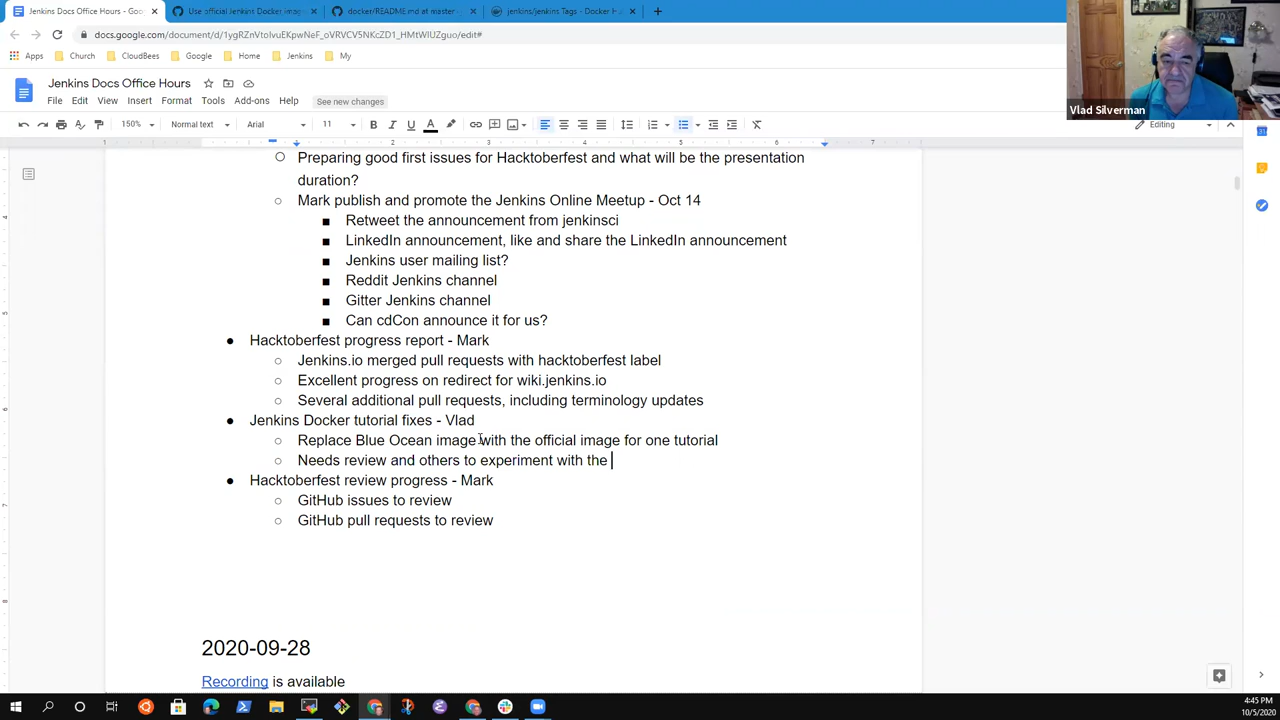 Jenkins Docs Office Hours - Goo
Use official Jenkins Docker imag
docker/README.md at master
jenkins/jenkins Tags - Docker H
docs.google.com/document/d/1ygRZnVtoIvuEKpwNeF_oVRVCV5NKcZD1_HMtWIUZguo/edit#
Apps
Church
CloudBees
Google
Home
Jenkins
My
Jenkins Docs Office Hours
File Edit View Insert Format Tools Add-ons Help See new changes
150% Normal text Arial 11 B I U A Editing
Vlad Silverman
Preparing good first issues for Hacktoberfest and what will be the presentation
duration?
Mark publish and promote the Jenkins Online Meetup - Oct 14
Retweet the announcement from jenkinsci
LinkedIn announcement, like and share the LinkedIn announcement
Jenkins user mailing list?
Reddit Jenkins channel
Gitter Jenkins channel
Can cdCon announce it for us?
Hacktoberfest progress report - Mark
Jenkins.io merged pull requests with hacktoberfest label
Excellent progress on redirect for wiki.jenkins.io
Several additional pull requests, including terminology updates
Jenkins Docker tutorial fixes - Vlad
Replace Blue Ocean image with the official image for one tutorial
Needs review and others to experiment with the
Hacktoberfest review progress - Mark
GitHub issues to review
GitHub pull requests to review
2020-09-28
Recording is available
4:45 PM
10/5/2020